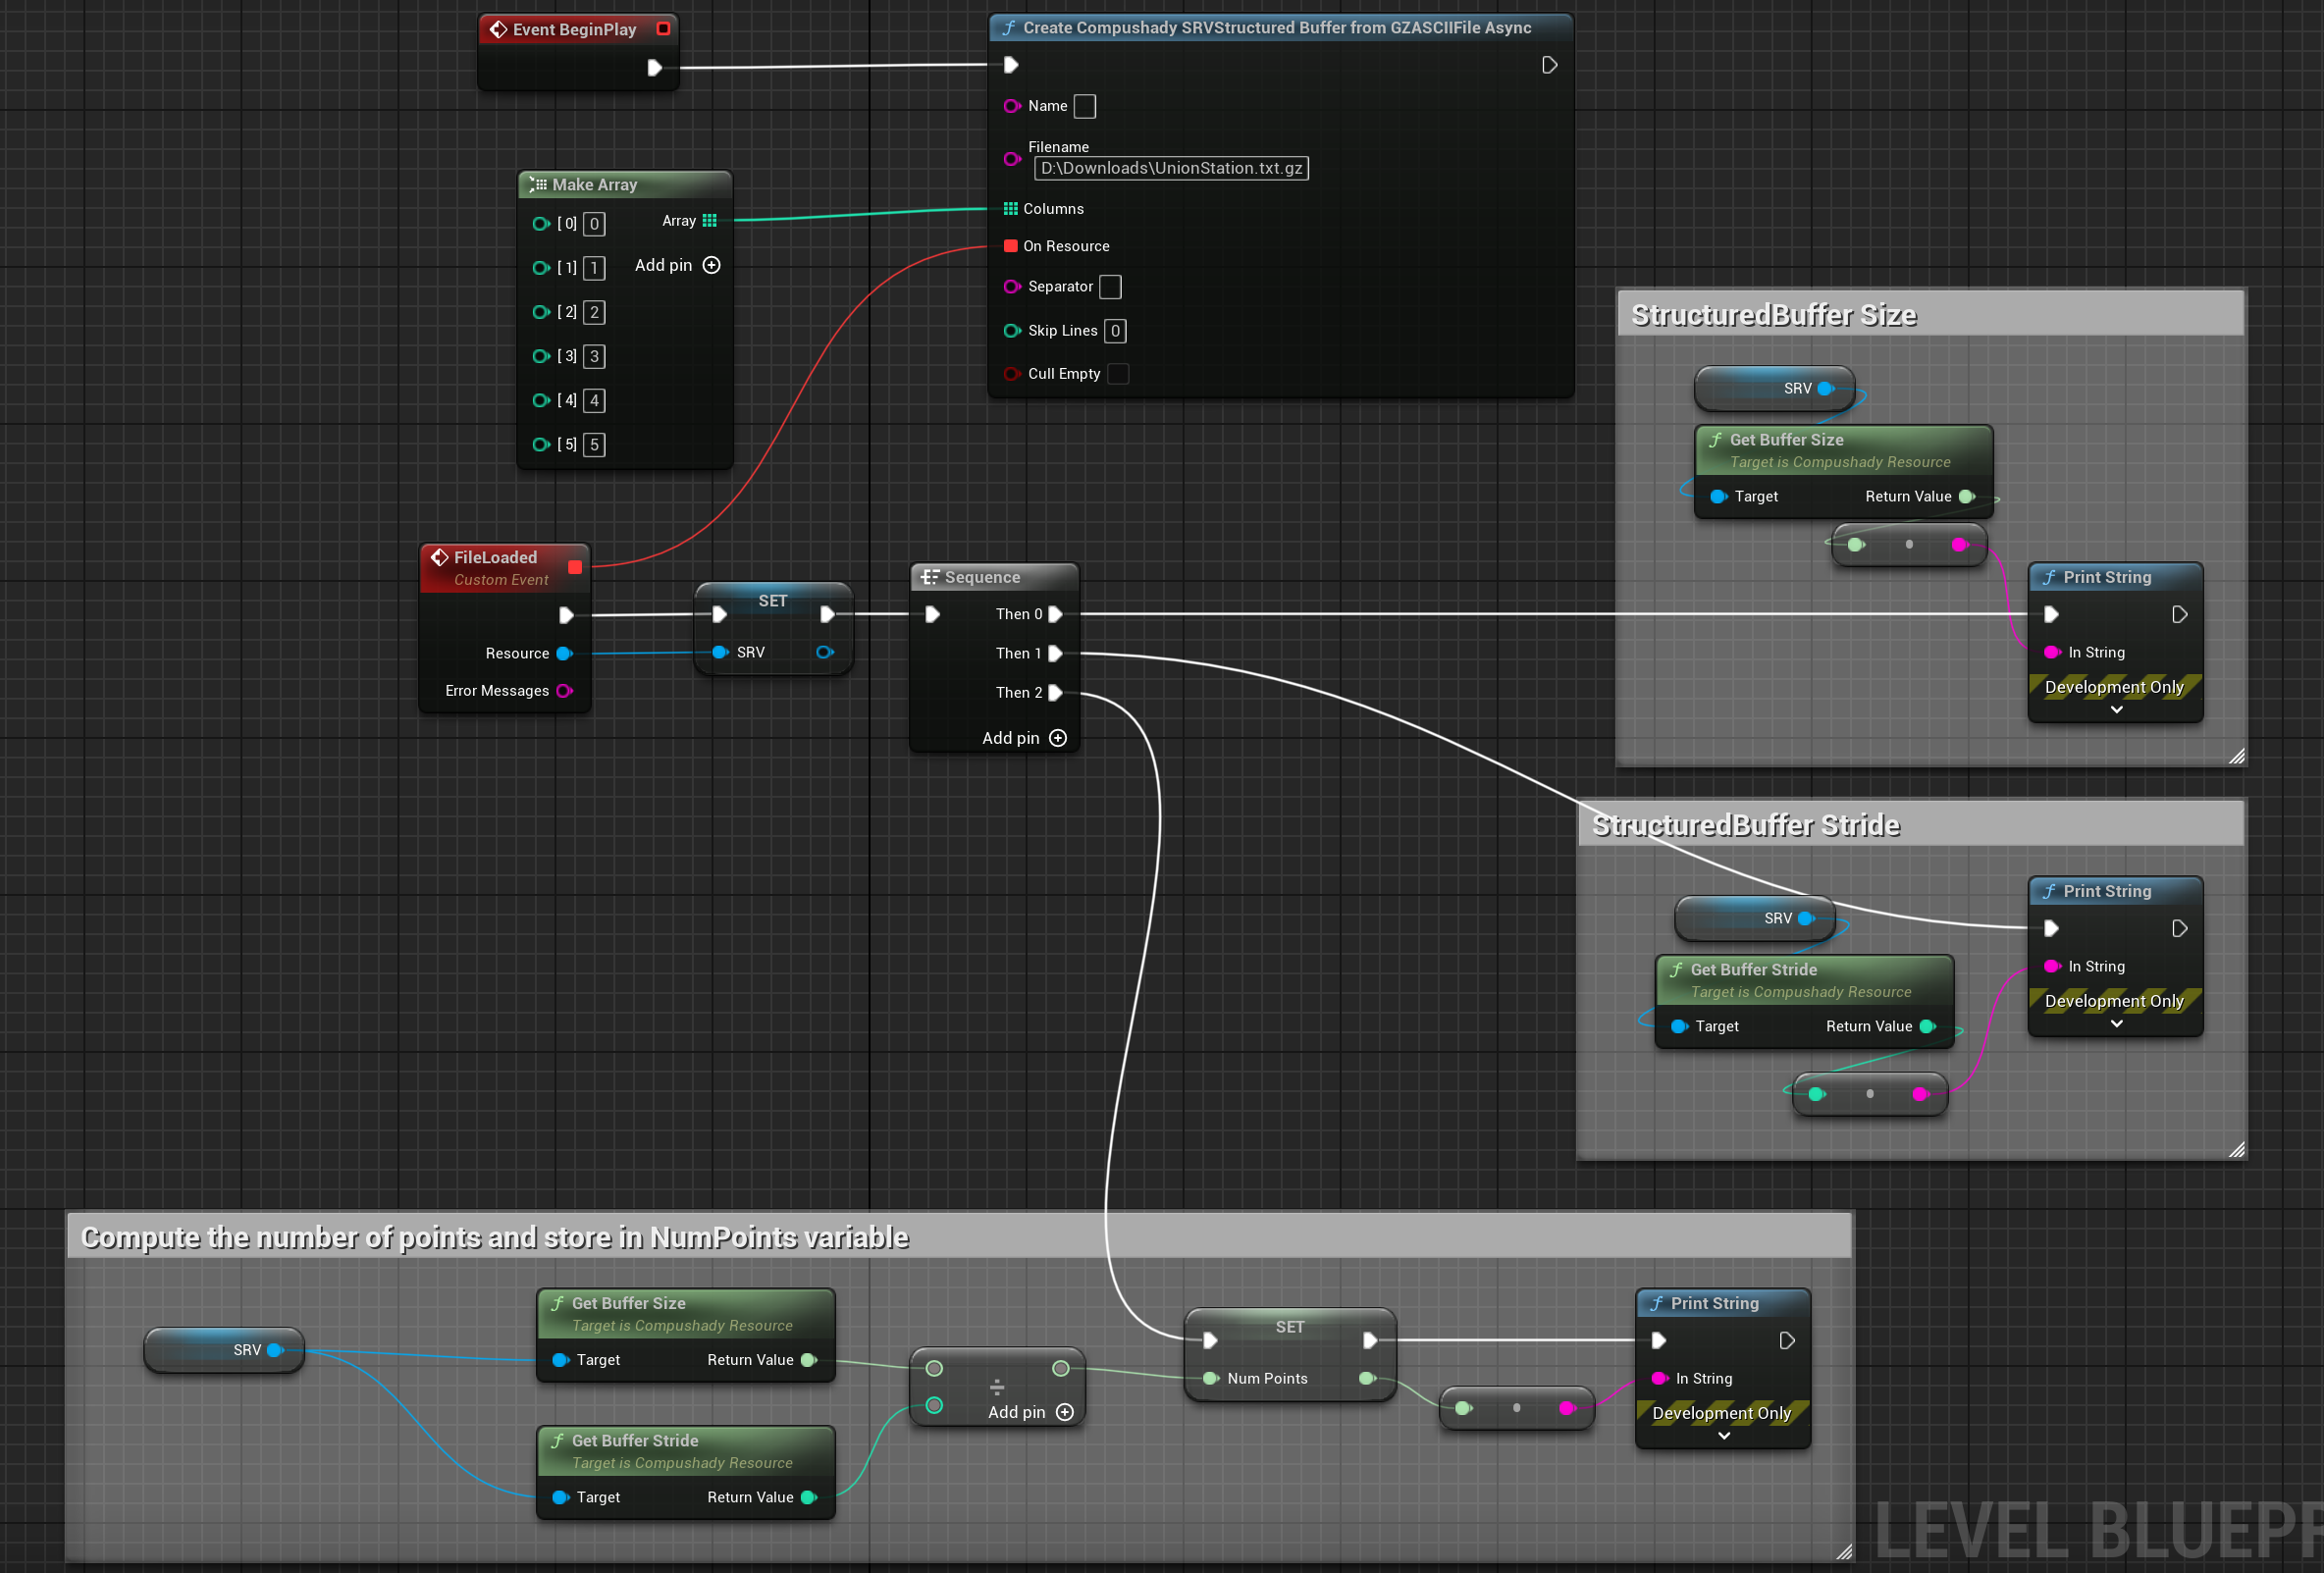 Event BeginPlay
Create Compushady SRVStructured Buffer from GZASCIIFile Async
Name
Filename
D:\Downloads\UnionStation.txt.gz
Columns
On Resource
Separator
Skip Lines 0
Cull Empty
Make Array
[ 0] 0 Array
[ 1] 1 Add pin
[ 2] 2
[ 3] 3
[ 4] 4
[ 5] 5
StructuredBuffer Size
SRV
Get Buffer Size
Target is Compushady Resource
Target Return Value
Print String
In String
Development Only
FileLoaded
Custom Event
Resource
Error Messages
SET
SRV
Sequence
Then 0
Then 1
Then 2
Add pin
StructuredBuffer Stride
SRV
Get Buffer Stride
Target is Compushady Resource
Target Return Value
Print String
In String
Development Only
Compute the number of points and store in NumPoints variable
SRV
Get Buffer Size
Target is Compushady Resource
Target Return Value
Get Buffer Stride
Target is Compushady Resource
Target Return Value
Add pin
SET
Num Points
Print String
In String
Development Only
LEVEL BLUEPR